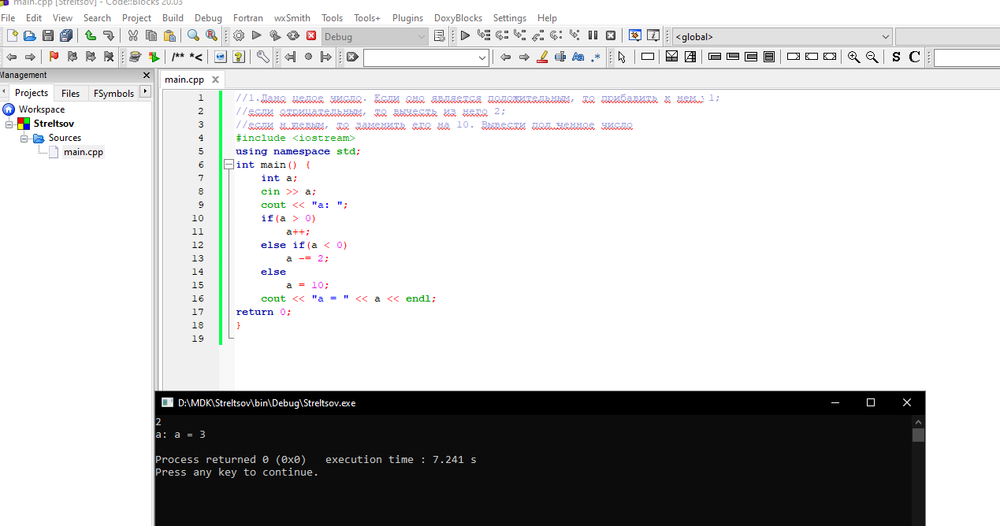 main.cpp [Streltsov] - Code::Blocks 20.03
File Edit View Search Project Build Debug Fortran wxSmith Tools Tools+ Plugins DoxyBlocks Settings Help
Debug
<global>
/** *<
Aa .*
S C
Management
main.cpp
Projects Files FSymbols
Workspace
Streltsov
Sources
main.cpp
1 //1.Дано целое число. Если оно является положительным, то прибавить к нему 1;
2 //если отрицательным, то вычесть из него 2;
3 //если нулевым, то заменить его на 10. Вывести полученное число
4 #include <iostream>
5 using namespace std;
6 int main() {
7 int a;
8 cin >> a;
9 cout << "a: ";
10 if(a > 0)
11 a++;
12 else if(a < 0)
13 a -= 2;
14 else
15 a = 10;
16 cout << "a = " << a << endl;
17 return 0;
18 }
19
D:\MDK\Streltsov\bin\Debug\Streltsov.exe
2
a: a = 3
Process returned 0 (0x0) execution time : 7.241 s
Press any key to continue.